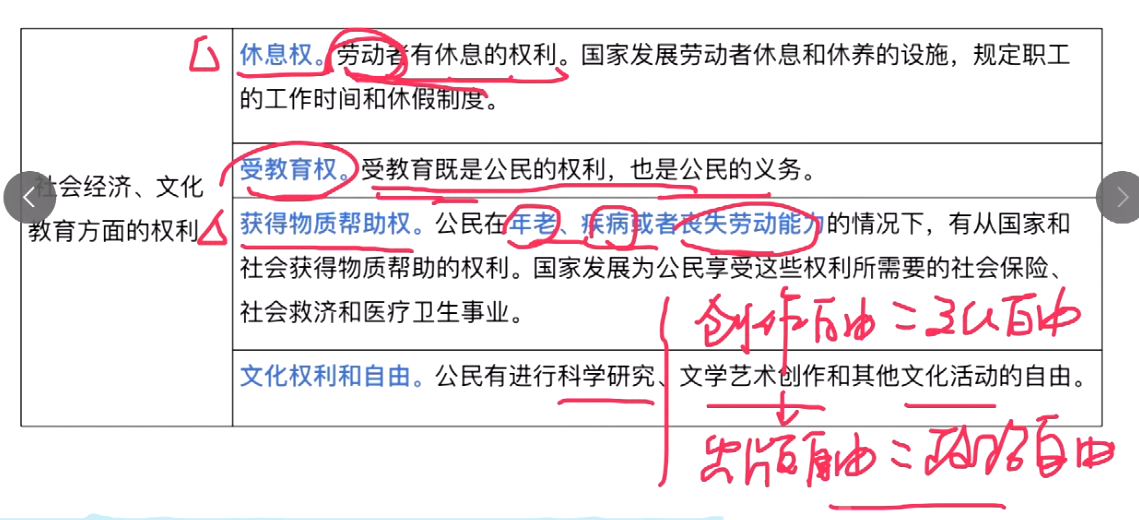 休息权。劳动者有休息的权利。国家发展劳动者休息和休养的设施，规定职工
的工作时间和休假制度。
社会经济、文化
教育方面的权利
受教育权。受教育既是公民的权利，也是公民的义务。
获得物质帮助权。公民在年老、疾病或者丧失劳动能力的情况下，有从国家和
社会获得物质帮助的权利。国家发展为公民享受这些权利所需要的社会保险、
社会救济和医疗卫生事业。
创作自由=文化自由
文化权利和自由。公民有进行科学研究、文学艺术创作和其他文化活动的自由。
出版自由=政治自由